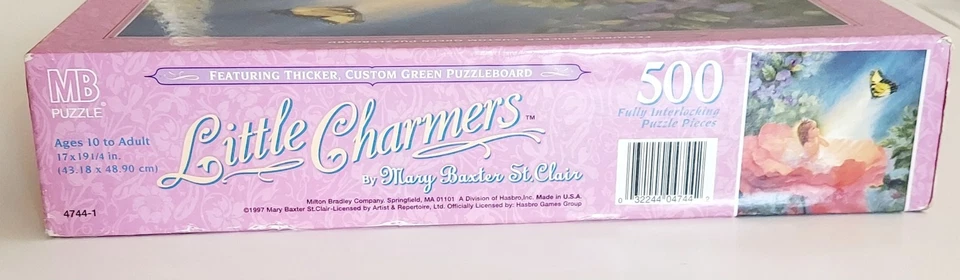 MB
PUZZLE®
Ages 10 to Adult
17x19 1/4 in.
(43.18 x 48.90 cm)
4744-1
FEATURING THICKER, CUSTOM GREEN PUZZLEBOARD
Little Charmers™
By Mary Baxter St.Clair
Milton Bradley Company. Springfield, MA 01101 A Division of Hasbro,Inc. Made in U.S.A.
©1997 Mary Baxter St.Clair-Licensed by Artist & Repertoire, Ltd. Officially Licensed by: Hasbro Games Group
500
Fully Interlocking
Puzzle Pieces
0 32244 04744